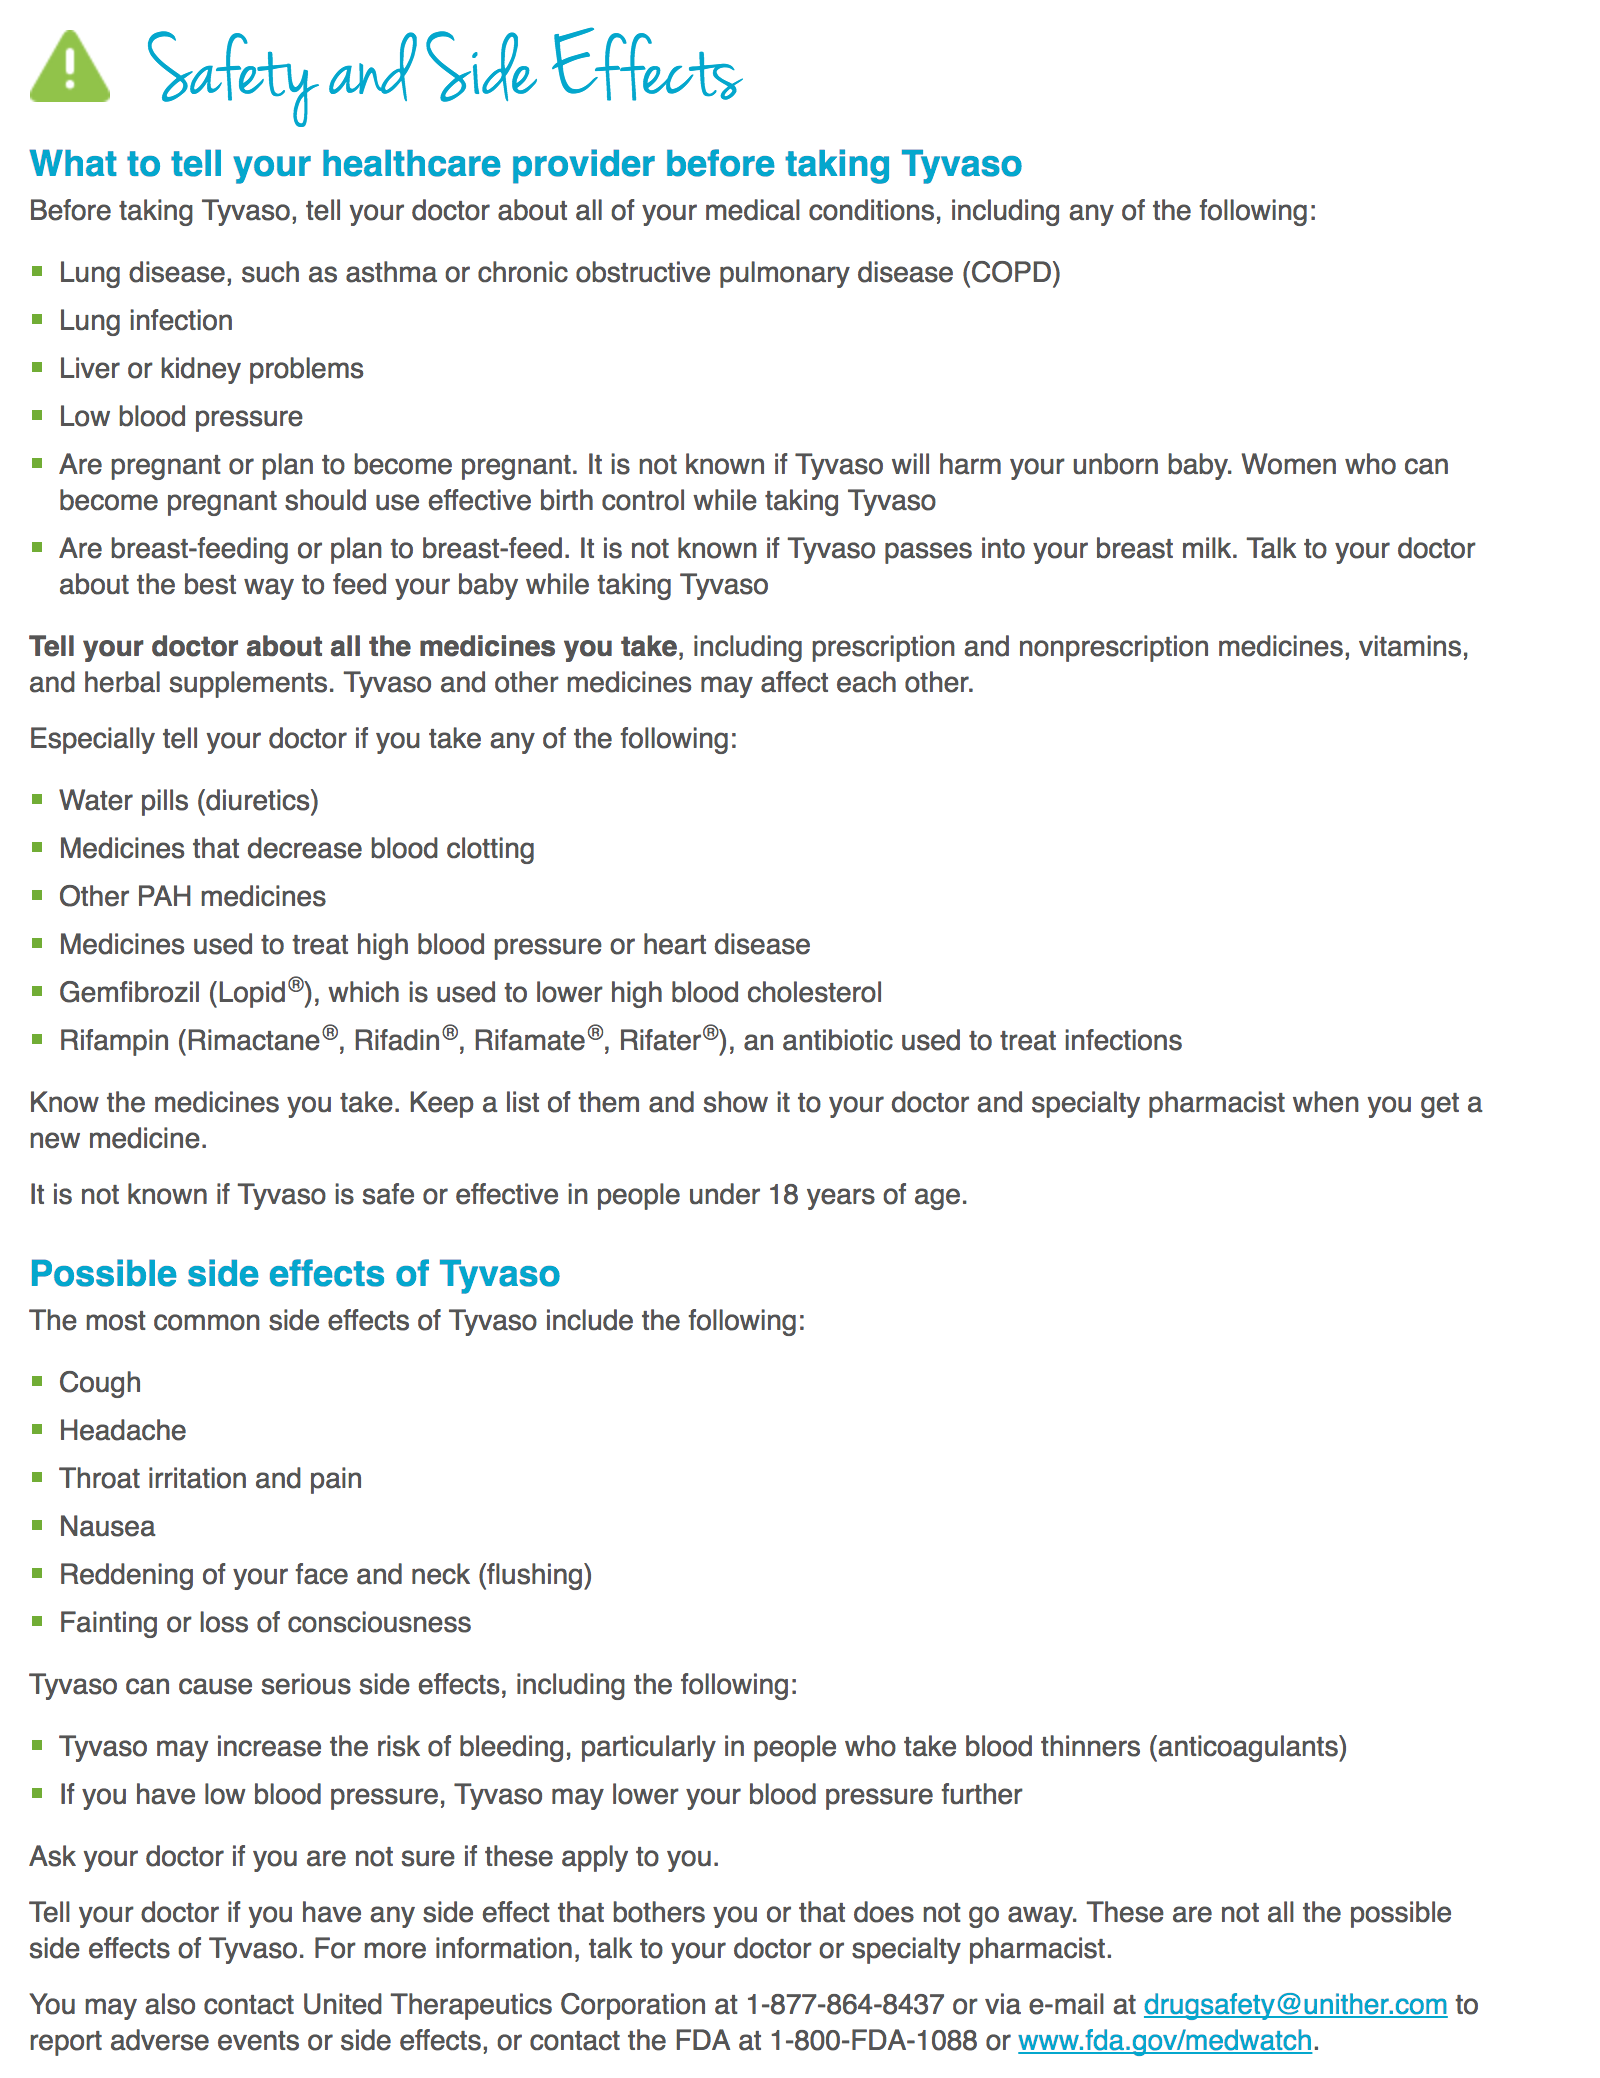 Safety and Side Effects
What to tell your healthcare provider before taking Tyvaso
Before taking Tyvaso, tell your doctor about all of your medical conditions, including any of the following:
Lung disease, such as asthma or chronic obstructive pulmonary disease (COPD)
Lung infection
Liver or kidney problems
Low blood pressure
Are pregnant or plan to become pregnant. It is not known if Tyvaso will harm your unborn baby. Women who can
become pregnant should use effective birth control while taking Tyvaso
Are breast-feeding or plan to breast-feed. It is not known if Tyvaso passes into your breast milk. Talk to your doctor
about the best way to feed your baby while taking Tyvaso
Tell your doctor about all the medicines you take, including prescription and nonprescription medicines, vitamins,
and herbal supplements. Tyvaso and other medicines may affect each other.
Especially tell your doctor if you take any of the following:
Water pills (diuretics)
Medicines that decrease blood clotting
Other PAH medicines
Medicines used to treat high blood pressure or heart disease
Gemfibrozil (Lopid®), which is used to lower high blood cholesterol
Rifampin (Rimactane®, Rifadin®, Rifamate®, Rifater®), an antibiotic used to treat infections
Know the medicines you take. Keep a list of them and show it to your doctor and specialty pharmacist when you get a
new medicine.
It is not known if Tyvaso is safe or effective in people under 18 years of age.
Possible side effects of Tyvaso
The most common side effects of Tyvaso include the following:
Cough
Headache
Throat irritation and pain
Nausea
Reddening of your face and neck (flushing)
Fainting or loss of consciousness
Tyvaso can cause serious side effects, including the following:
Tyvaso may increase the risk of bleeding, particularly in people who take blood thinners (anticoagulants)
If you have low blood pressure, Tyvaso may lower your blood pressure further
Ask your doctor if you are not sure if these apply to you.
Tell your doctor if you have any side effect that bothers you or that does not go away. These are not all the possible
side effects of Tyvaso. For more information, talk to your doctor or specialty pharmacist.
You may also contact United Therapeutics Corporation at 1-877-864-8437 or via e-mail at drugsafety@unither.com to
report adverse events or side effects, or contact the FDA at 1-800-FDA-1088 or www.fda.gov/medwatch.